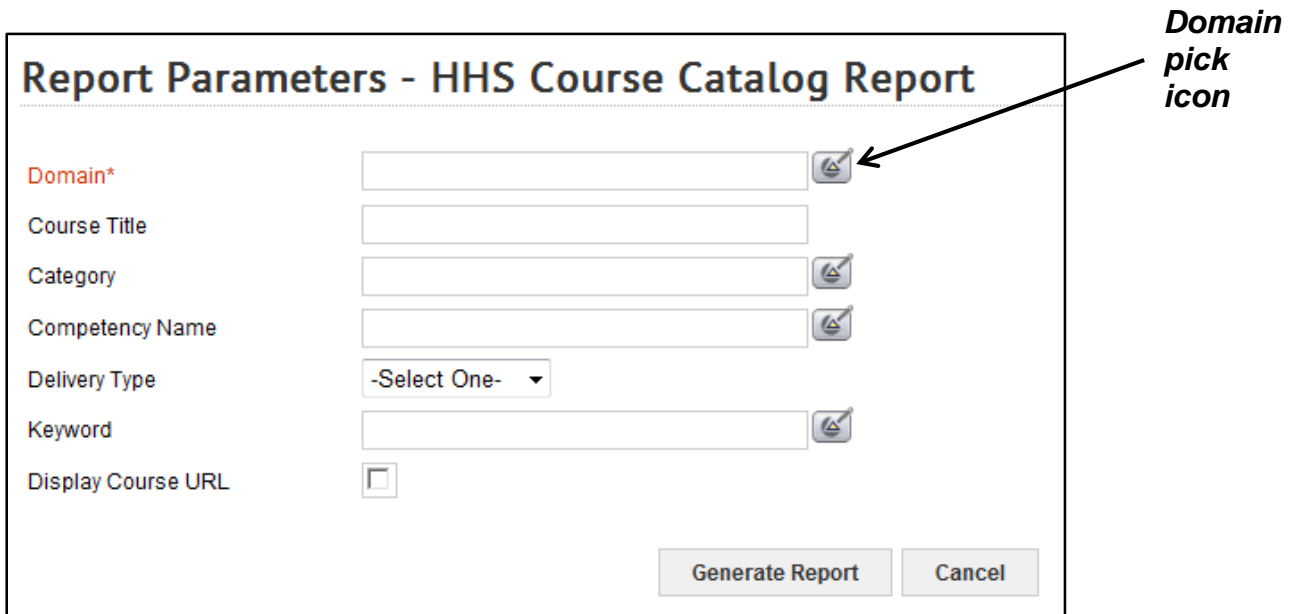 Domain
pick
icon
Report Parameters - HHS Course Catalog Report
Domain*
Course Title
Category
Competency Name
Delivery Type
-Select One-
Keyword
Display Course URL
Generate Report
Cancel